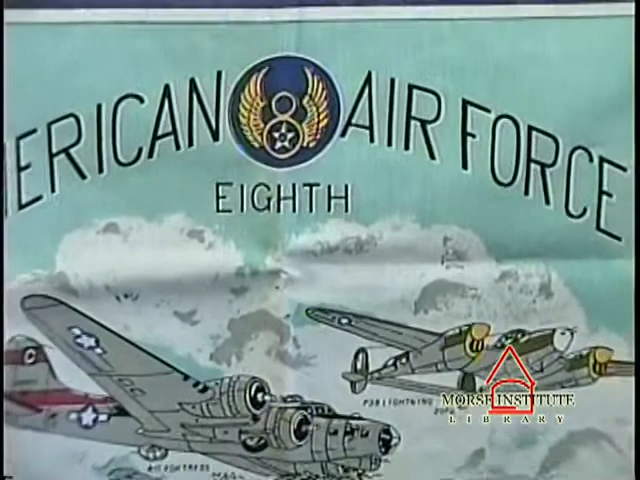 ERICAN AIR FORCE
EIGHTH
P38 LIGHTNING
MORSE INSTITUTE
LIBRARY